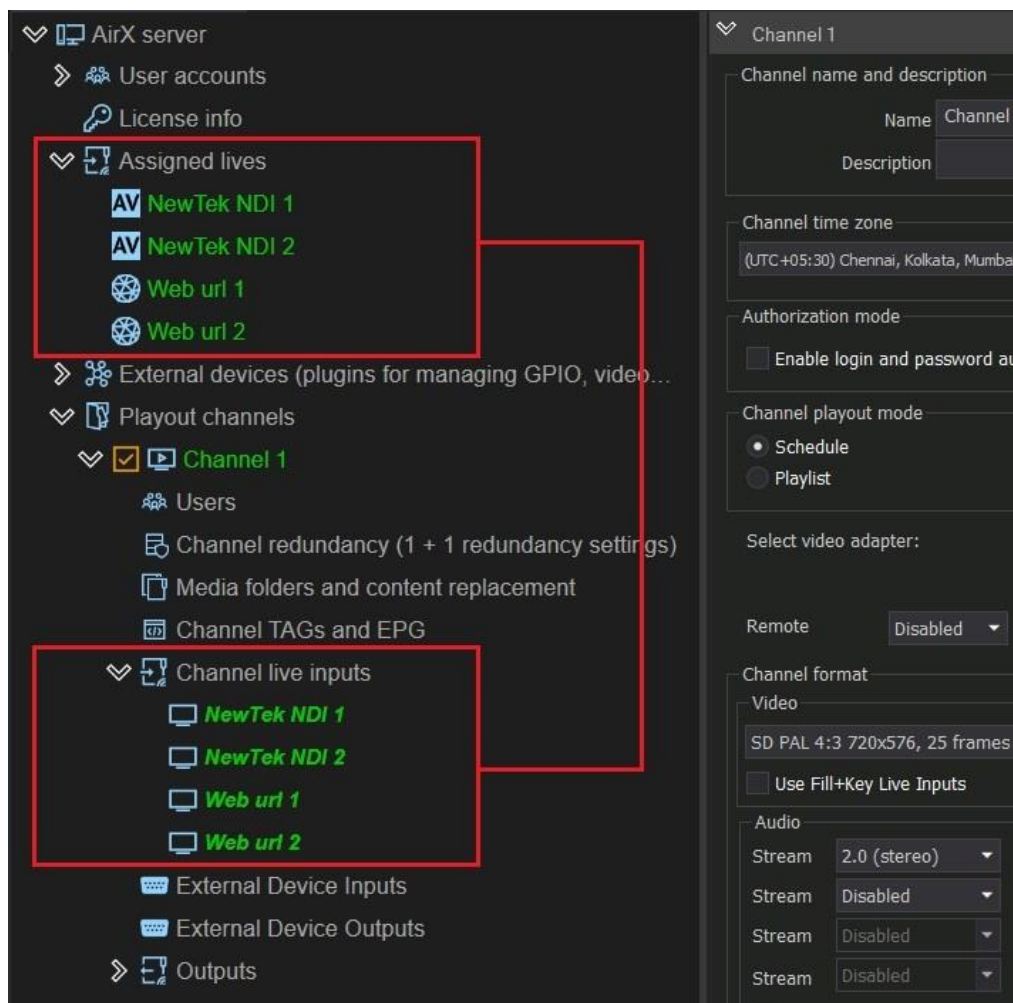 AirX server
User accounts
License info
Assigned lives
AV NewTek NDI 1
AV NewTek NDI 2
Web url 1
Web url 2
External devices (plugins for managing GPIO, video...
Playout channels
Channel 1
Users
Channel redundancy (1 + 1 redundancy settings)
Media folders and content replacement
Channel TAGs and EPG
Channel live inputs
NewTek NDI 1
NewTek NDI 2
Web url 1
Web url 2
External Device Inputs
External Device Outputs
Outputs
Channel 1
Channel name and description
Name Channel
Description
Channel time zone
(UTC+05:30) Chennai, Kolkata, Mumba
Authorization mode
Enable login and password au
Channel playout mode
Schedule
Playlist
Select video adapter:
Remote Disabled
Channel format
Video
SD PAL 4:3 720x576, 25 frames
Use Fill+Key Live Inputs
Audio
Stream 2.0 (stereo)
Stream Disabled
Stream Disabled
Stream Disabled